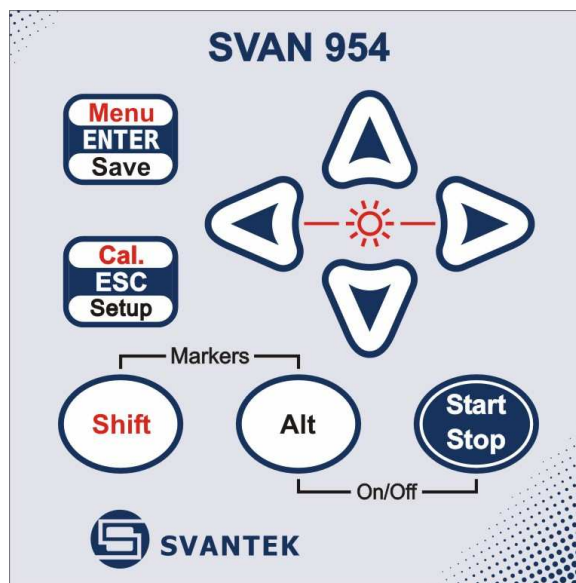 SVAN 954
Menu
ENTER
Save
Cal.
ESC
Setup
Markers
Shift
Alt
Start
Stop
On/Off
SVANTEK